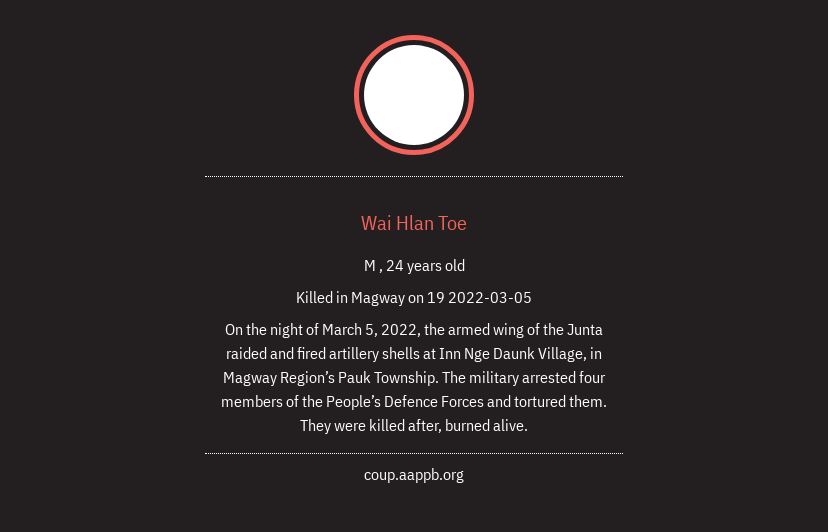 Wai Hlan Toe
M , 24 years old
Killed in Magway on 19 2022-03-05
On the night of March 5, 2022, the armed wing of the Junta
raided and fired artillery shells at Inn Nge Daunk Village, in
Magway Region’s Pauk Township. The military arrested four
members of the People’s Defence Forces and tortured them.
They were killed after, burned alive.
coup.aappb.org